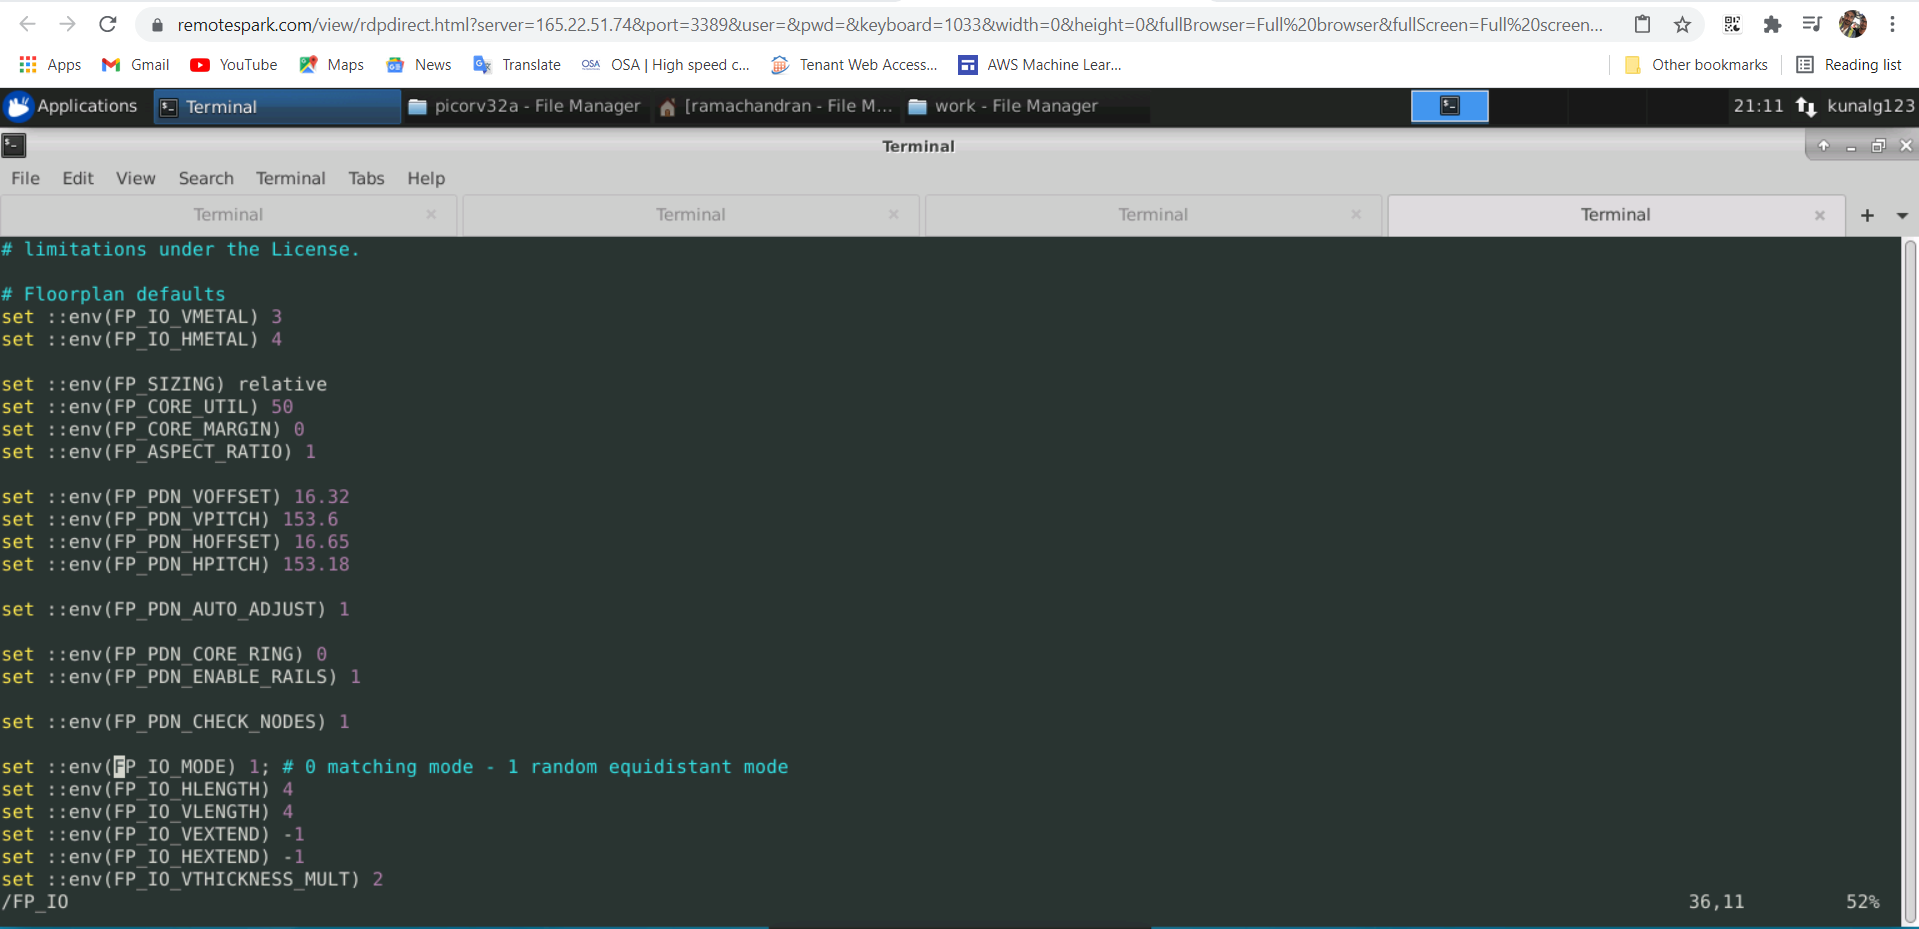 remotespark.com/view/rdpdirect.html?server=165.22.51.74&port=3389&user=&pwd=&keyboard=1033&width=0&height=0&fullBrowser=Full%20browser&fullScreen=Full%20screen...
Apps Gmail YouTube Maps News Translate OSA OSA | High speed c... Tenant Web Access... AWS Machine Lear... Other bookmarks Reading list
Applications Terminal picorv32a - File Manager [ramachandran - File M... work - File Manager 21:11 kunalg123
Terminal
File Edit View Search Terminal Tabs Help
Terminal Terminal Terminal Terminal
# limitations under the License.
# Floorplan defaults
set ::env(FP_IO_VMETAL) 3
set ::env(FP_IO_HMETAL) 4
set ::env(FP_SIZING) relative
set ::env(FP_CORE_UTIL) 50
set ::env(FP_CORE_MARGIN) 0
set ::env(FP_ASPECT_RATIO) 1
set ::env(FP_PDN_VOFFSET) 16.32
set ::env(FP_PDN_VPITCH) 153.6
set ::env(FP_PDN_HOFFSET) 16.65
set ::env(FP_PDN_HPITCH) 153.18
set ::env(FP_PDN_AUTO_ADJUST) 1
set ::env(FP_PDN_CORE_RING) 0
set ::env(FP_PDN_ENABLE_RAILS) 1
set ::env(FP_PDN_CHECK_NODES) 1
set ::env(FP_IO_MODE) 1; # 0 matching mode - 1 random equidistant mode
set ::env(FP_IO_HLENGTH) 4
set ::env(FP_IO_VLENGTH) 4
set ::env(FP_IO_VEXTEND) -1
set ::env(FP_IO_HEXTEND) -1
set ::env(FP_IO_VTHICKNESS_MULT) 2
/FP_IO 36,11 52%